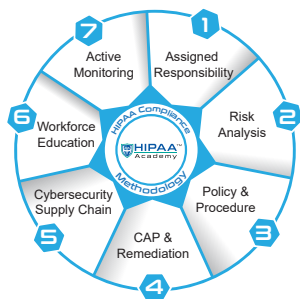 1
Assigned
Responsibility
2
Risk
Analysis
3
Policy &
Procedure
4
CAP &
Remediation
5
Cybersecurity
Supply Chain
6
Workforce
Education
7
Active
Monitoring
HIPAA Compliance
HIPAA™
Academy
Methodology